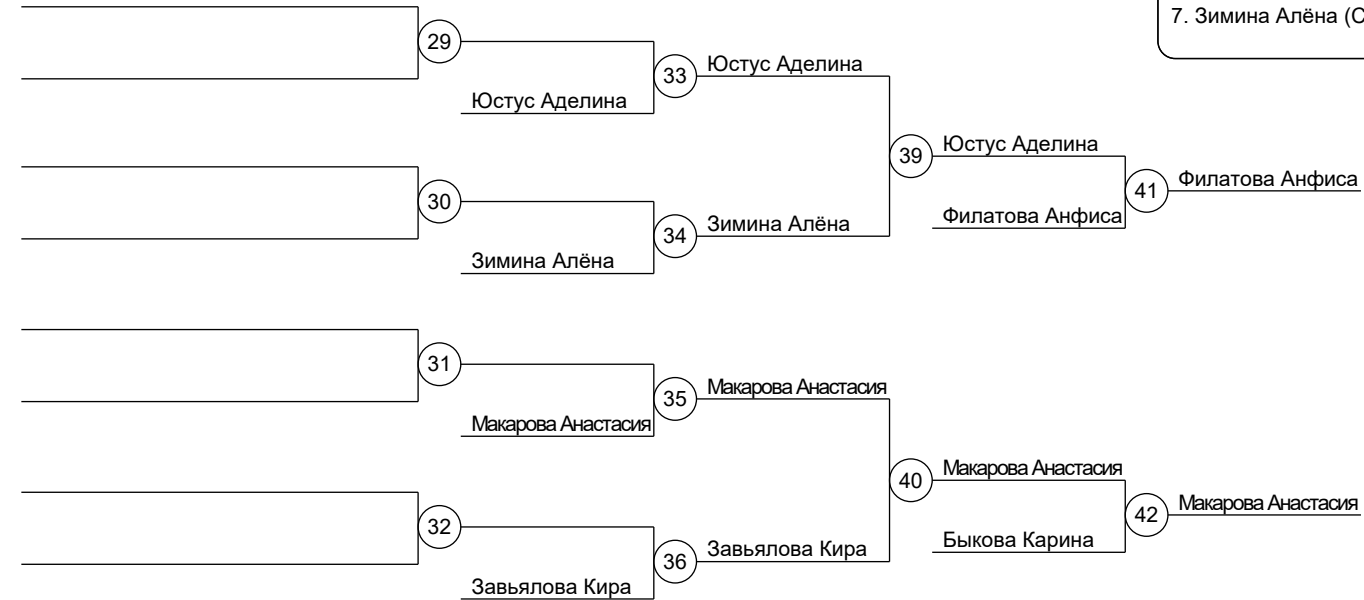 7. Зимина Алёна (С
29
33
Юстус Аделина
Юстус Аделина
39
Юстус Аделина
41
Филатова Анфиса
Филатова Анфиса
30
34
Зимина Алёна
Зимина Алёна
31
35
Макарова Анастасия
Макарова Анастасия
40
Макарова Анастасия
42
Макарова Анастасия
Быкова Карина
32
36
Завьялова Кира
Завьялова Кира